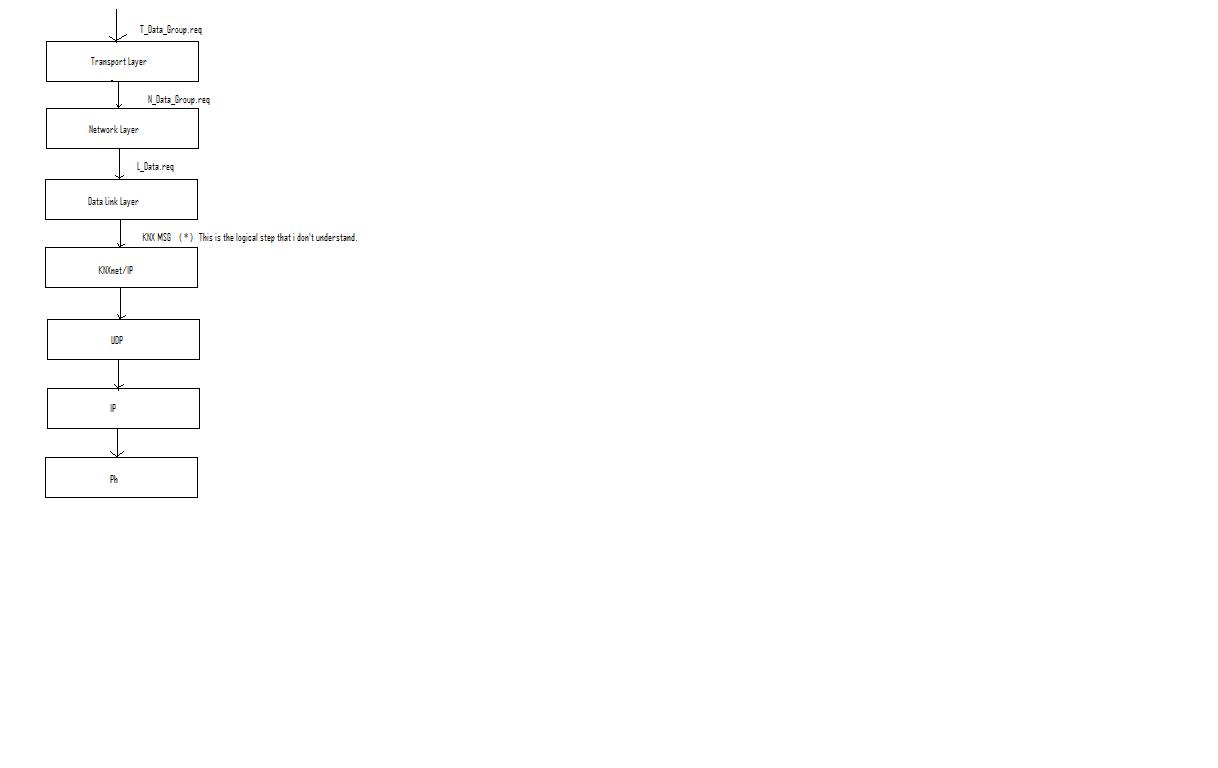 T_Data_Group.req
Transport Layer
N_Data_Group.req
Network Layer
L_Data.req
Data Link Layer
KNX MSG (*) This is the logical step that i don't understand.
KNXnet/IP
UDP
IP
Ph